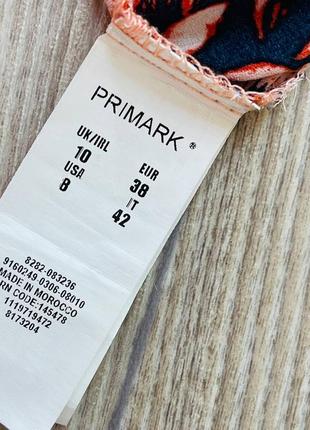 PRIMARK ®
UK/IRL EUR
10 38
USA IT
8 42
8282-083236
9160249-0306-08010
MADE IN MOROCCO
RN CODE:145478
1119719472
8173204